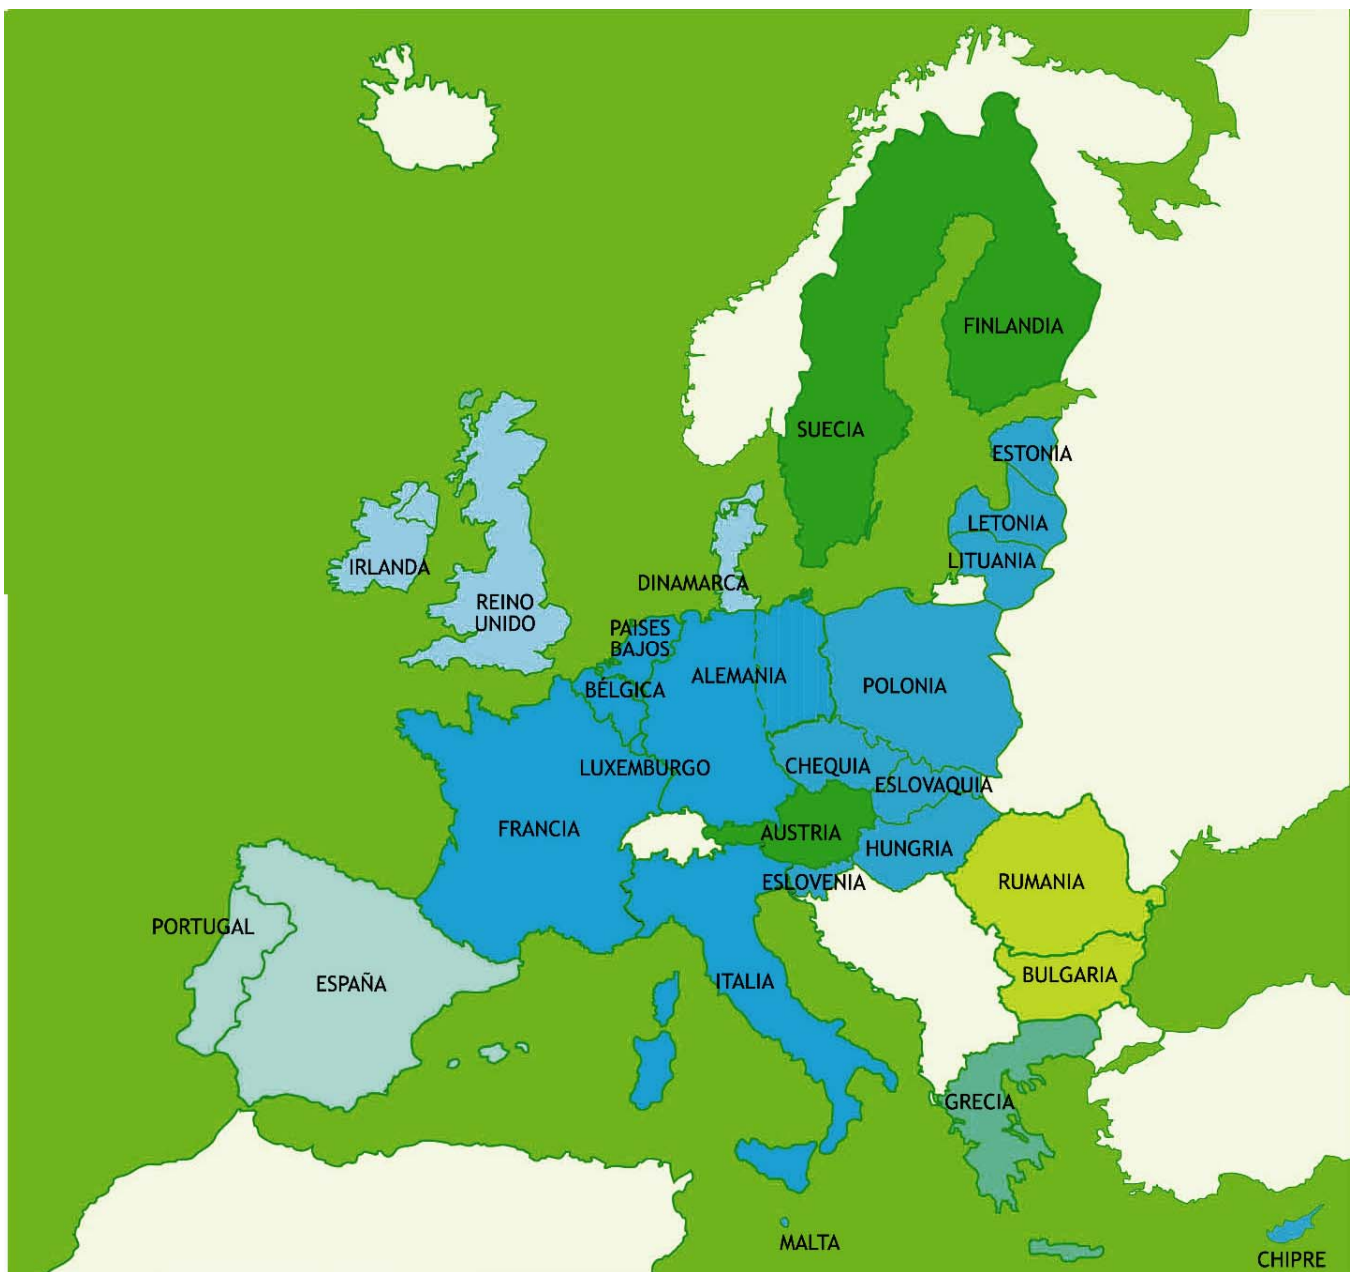 FINLANDIA
SUECIA
ESTONIA
LETONIA
LITUANIA
IRLANDA
DINAMARCA
REINO
UNIDO
PAISES
BAJOS
ALEMANIA
BÉLGICA
POLONIA
LUXEMBURGO
CHEQUIA
ESLOVAQUIA
FRANCIA
AUSTRIA
HUNGRIA
ESLOVENIA
RUMANIA
PORTUGAL
ESPAÑA
ITALIA
BULGARIA
GRECIA
MALTA
CHIPRE